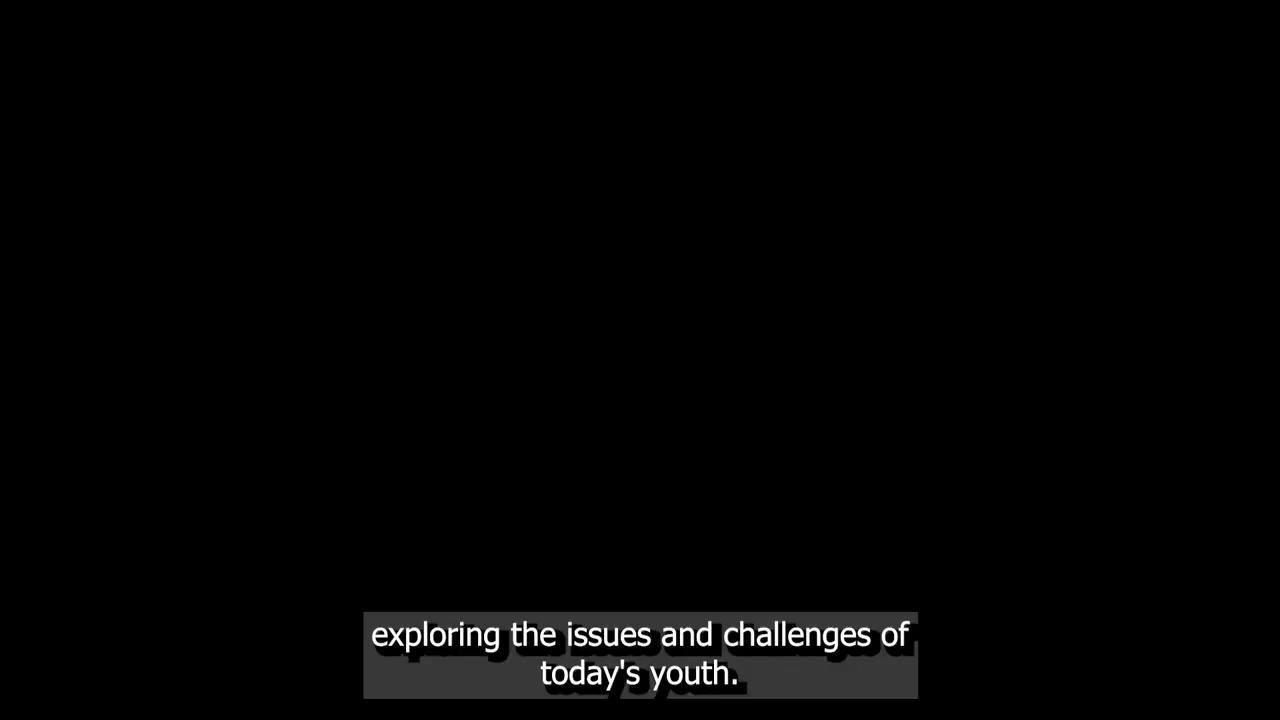 exploring the issues and challenges of
today's youth.